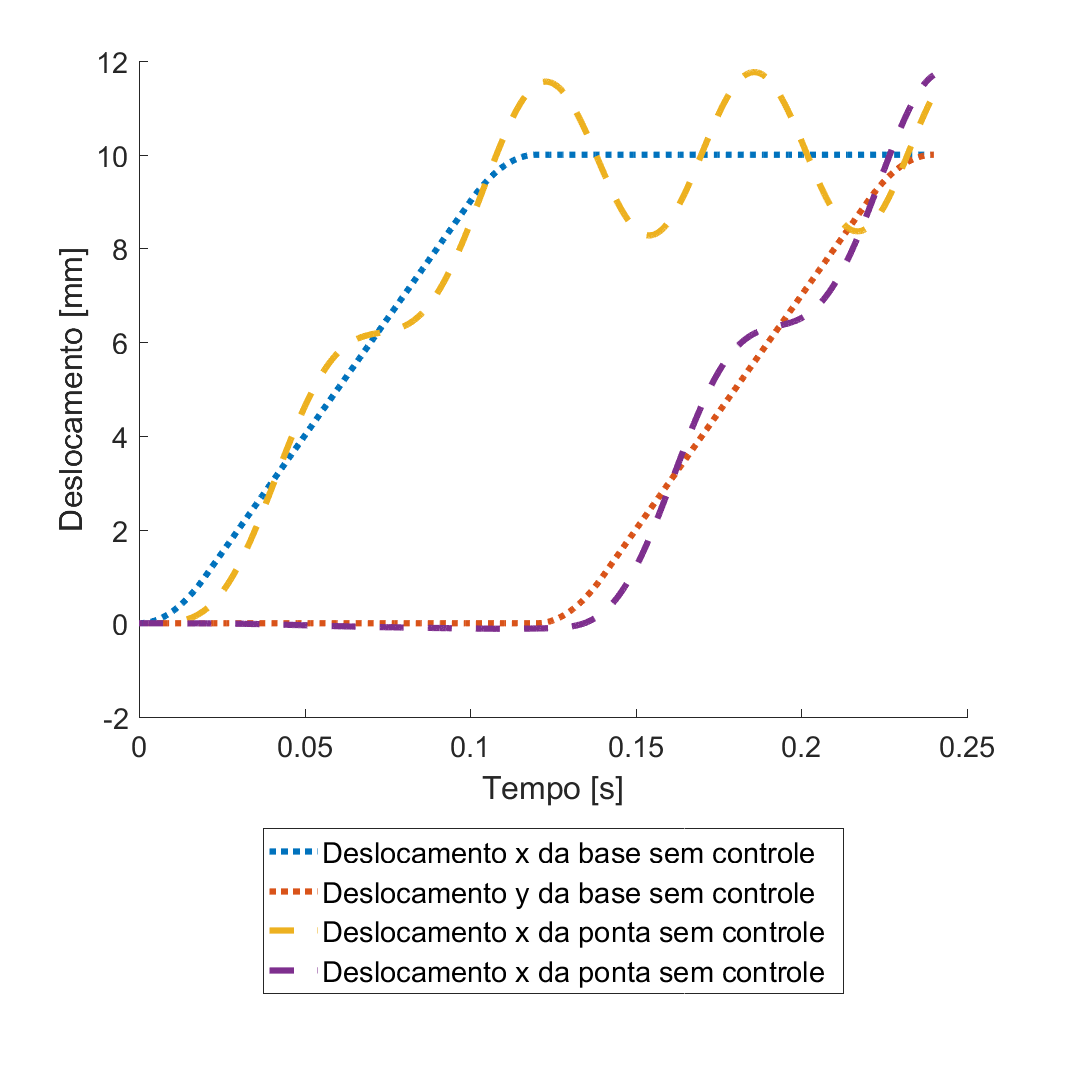 12
10
8
6
4
2
0
-2
Deslocamento [mm]
0 0.05 0.1 0.15 0.2 0.25
Tempo [s]
Deslocamento x da base sem controle
Deslocamento y da base sem controle
Deslocamento x da ponta sem controle
Deslocamento x da ponta sem controle